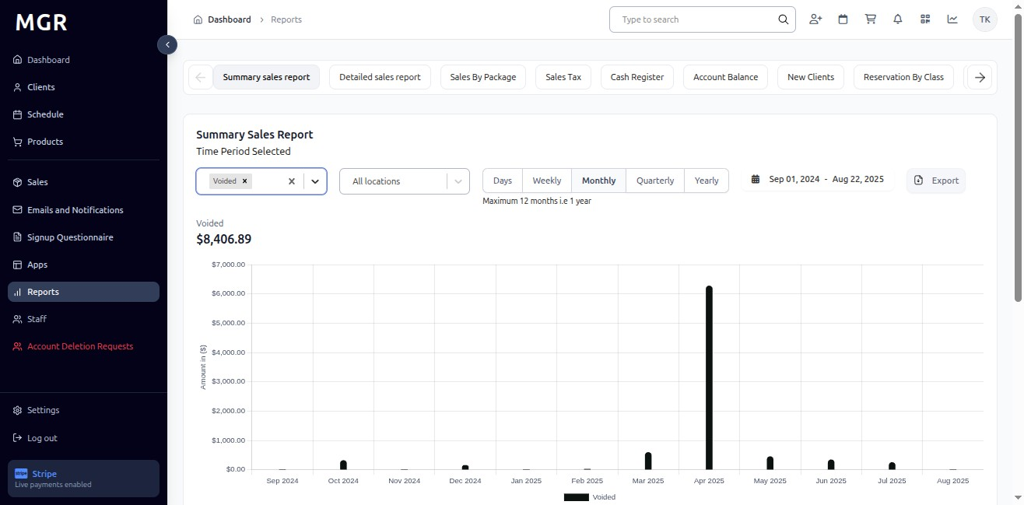 MGR
Dashboard
Clients
Schedule
Products
Sales
Emails and Notifications
Signup Questionnaire
Apps
Reports
Staff
Account Deletion Requests
Settings
Log out
Stripe
Live payments enabled
Dashboard > Reports
Type to search
TK
Summary sales report
Detailed sales report
Sales By Package
Sales Tax
Cash Register
Account Balance
New Clients
Reservation By Class
Summary Sales Report
Time Period Selected
Voided
All locations
Days Weekly Monthly Quarterly Yearly
Maximum 12 months i.e 1 year
Sep 01, 2024 - Aug 22, 2025
Export
Voided
$8,406.89
Amount in ($)
$7,000.00
$6,000.00
$5,000.00
$4,000.00
$3,000.00
$2,000.00
$1,000.00
$0.00
Sep 2024 Oct 2024 Nov 2024 Dec 2024 Jan 2025 Feb 2025 Mar 2025 Apr 2025 May 2025 Jun 2025 Jul 2025 Aug 2025
Voided